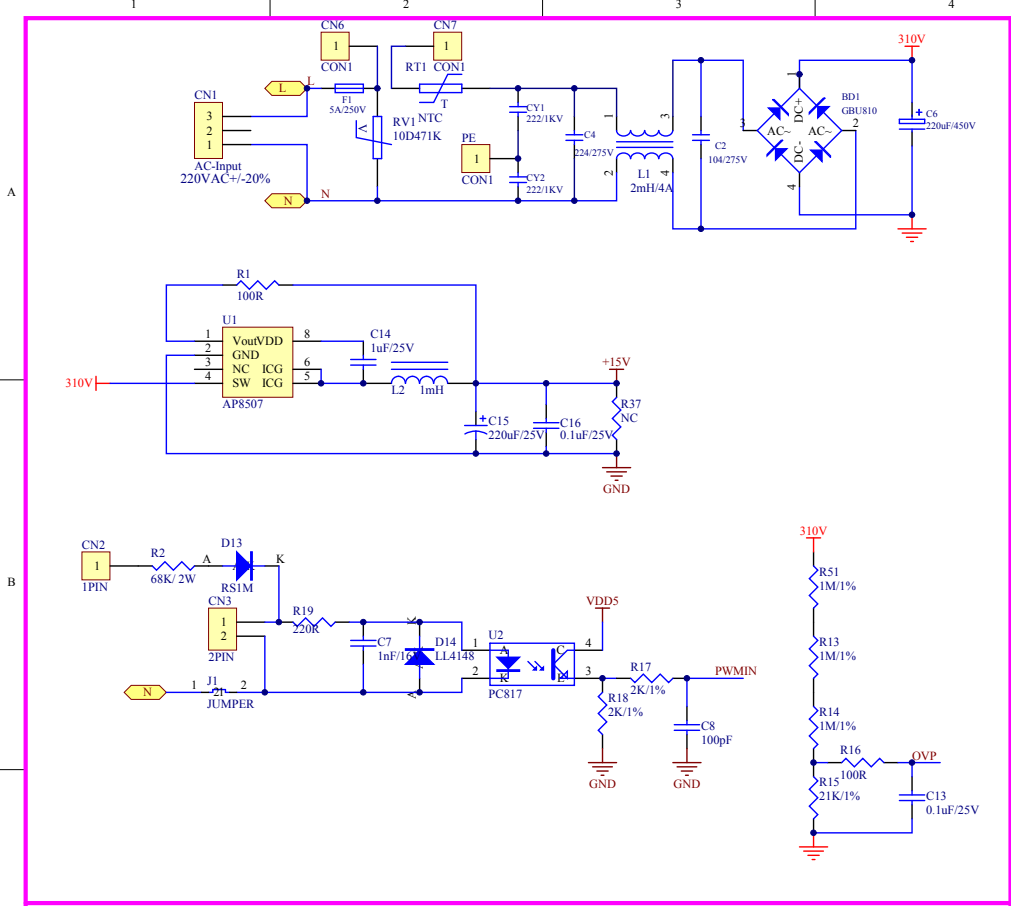 1
2
3
4
A
B
CN6
1
CON1
CN7
1
CON1
L
L
F1
5A/250V
RT1
T
NTC
CN1
3
2
1
AC-Input
220VAC+/-20%
RV1
10D471K
PE
1
CON1
N
N
CY1
222/1KV
CY2
222/1KV
C4
224/275V
1
3
2
4
L1
2mH/4A
C2
104/275V
1
3
2
4
DC+
AC~
AC~
DC-
BD1
GBU810
310V
+
C6
220uF/450V
R1
100R
U1
1
2
3
4
Vout
VDD
GND
NC
ICG
SW
ICG
8
6
5
AP8507
310V
C14
1uF/25V
L2
1mH
+
C15
220uF/25V
C16
0.1uF/25V
+15V
R37
NC
GND
CN2
1
1PIN
R2
68K/ 2W
A
D13
K
RS1M
CN3
1
2
2PIN
R19
220R
N
1
J1
2
JUMPER
C7
K
D14
LL4148
A
U2
1
2
A
K
C
E
4
3
PC817
VDD5
R18
2K/1%
GND
R17
2K/1%
PWMIN
C8
100pF
GND
310V
R51
1M/1%
R13
1M/1%
R14
1M/1%
R16
100R
OVP
R15
21K/1%
C13
0.1uF/25V